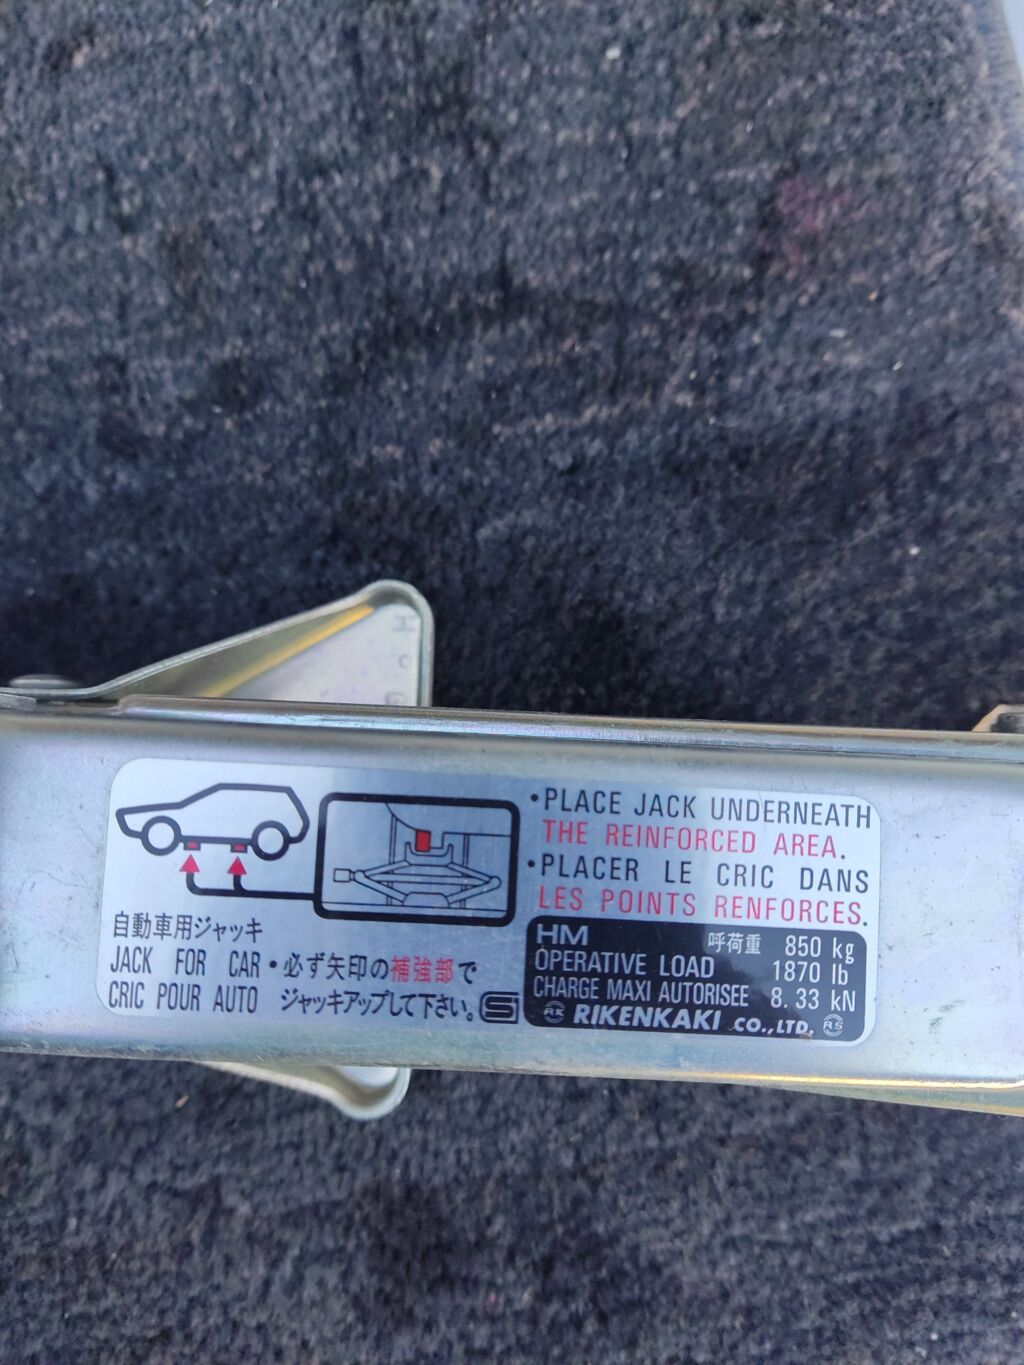 自動車用ジャッキ
JACK FOR CAR
CRIC POUR AUTO
•必ず矢印の補強部で
ジャッキアップして下さい。
•PLACE JACK UNDERNEATH
THE REINFORCED AREA.
•PLACER LE CRIC DANS
LES POINTS RENFORCES.
HM 呼荷重 850 kg
OPERATIVE LOAD 1870 lb
CHARGE MAXI AUTORISEE 8.33 kN
RK RIKENKAKI CO.,LTD. RS